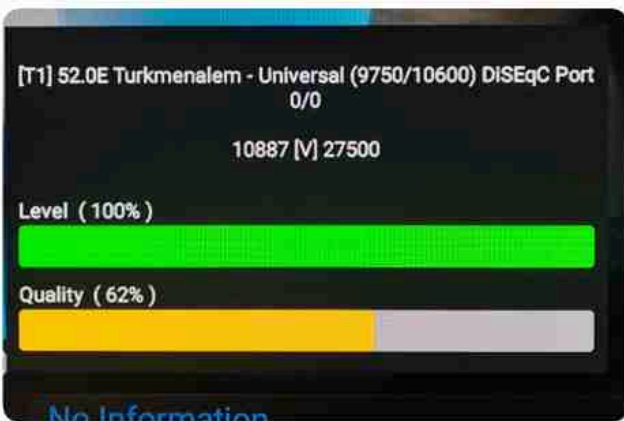 [T1] 52.0E Turkmenalem - Universal (9750/10600) DiSEqC Port
0/0
10887 [V] 27500
Level ( 100% )
Quality ( 62% )
No Information